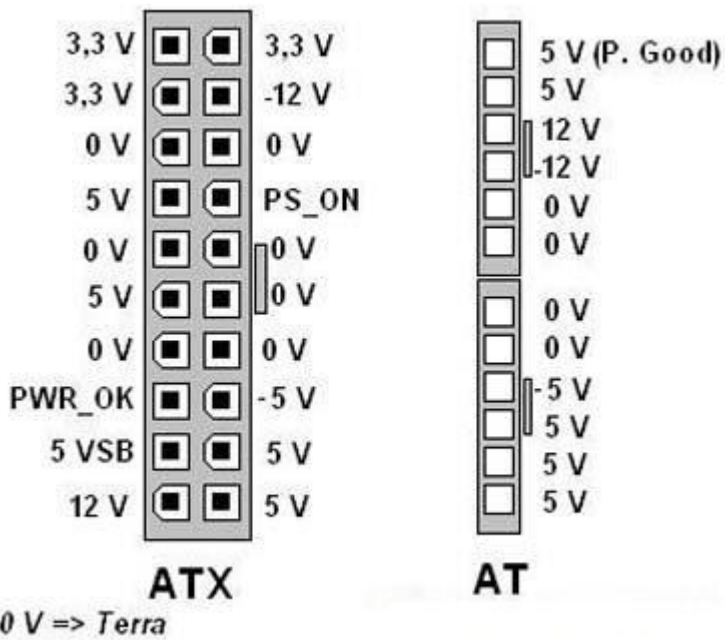 3,3 V 3,3 V
3,3 V -12 V
0 V 0 V
5 V PS_ON
0 V 0 V
5 V 0 V
0 V 0 V
PWR_OK -5 V
5 VSB 5 V
12 V 5 V
ATX
0 V => Terra
5 V (P. Good)
5 V
12 V
-12 V
0 V
0 V
0 V
0 V
-5 V
5 V
5 V
5 V
AT